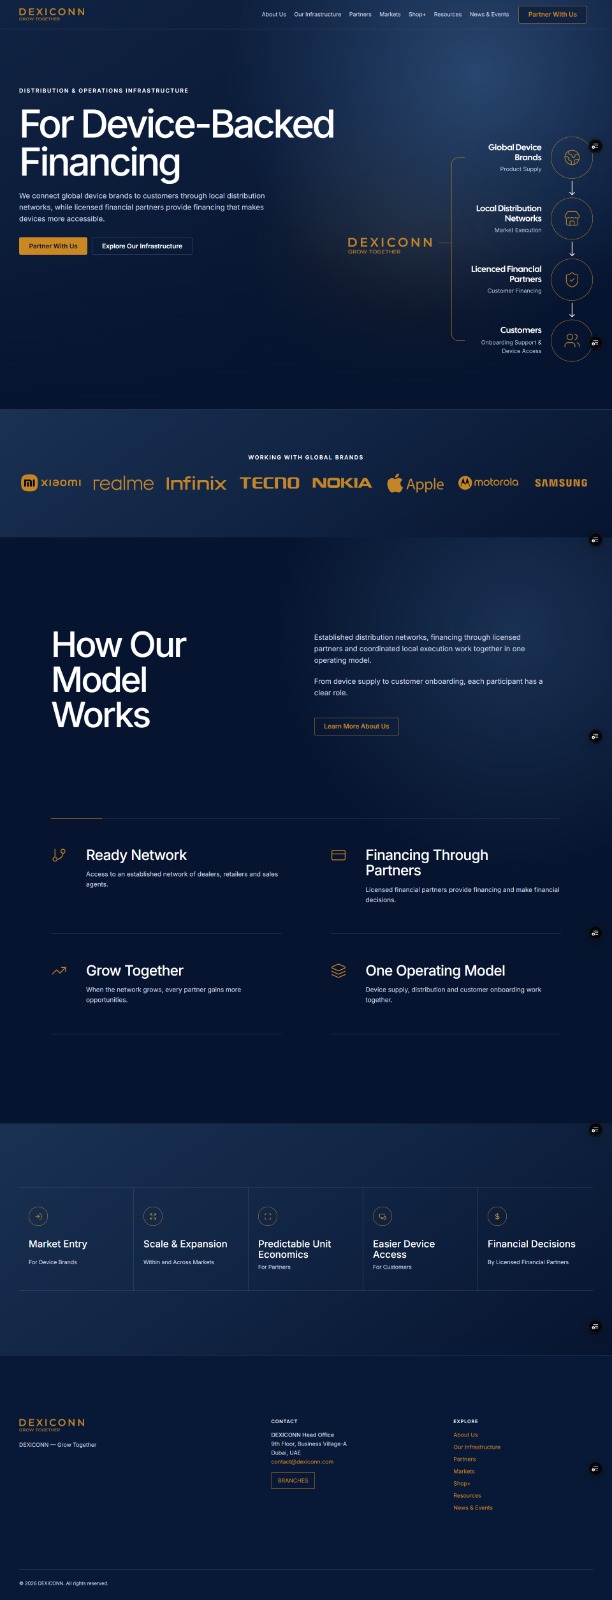 DEXICONN
GROW TOGETHER
About Us
Our Infrastructure
Partners
Markets
Shop+
Resources
News & Events
Partner With Us
DISTRIBUTION & OPERATIONS INFRASTRUCTURE
For Device-Backed
Financing
We connect global device brands to customers through local distribution
networks, while licensed financial partners provide financing that makes
devices more accessible.
Partner With Us
Explore Our Infrastructure
DEXICONN
GROW TOGETHER
Global Device
Brands
Product Supply
Local Distribution
Networks
Market Execution
Licenced Financial
Partners
Customer Financing
Customers
Onboarding Support &
Device Access
WORKING WITH GLOBAL BRANDS
mi xiaomi
realme
Infinix
TECNO
NOKIA
Apple
motorola
SAMSUNG
How Our
Model
Works
Established distribution networks, financing through licensed
partners and coordinated local execution work together in one
operating model.
From device supply to customer onboarding, each participant has a
clear role.
Learn More About Us
Ready Network
Access to an established network of dealers, retailers and sales
agents.
Financing Through
Partners
Licensed financial partners provide financing and make financial
decisions.
Grow Together
When the network grows, every partner gains more
opportunities.
One Operating Model
Device supply, distribution and customer onboarding work
together.
Market Entry
For Device Brands
Scale & Expansion
Within and Across Markets
Predictable Unit
Economics
For Partners
Easier Device
Access
For Customers
Financial Decisions
By Licensed Financial Partners
DEXICONN
GROW TOGETHER
DEXICONN — Grow Together
CONTACT
DEXICONN Head Office
9th Floor, Business Village-A
Dubai, UAE
contact@dexiconn.com
BRANCHES
EXPLORE
About Us
Our Infrastructure
Partners
Markets
Shop+
Resources
News & Events
© 2026 DEXICONN. All rights reserved.